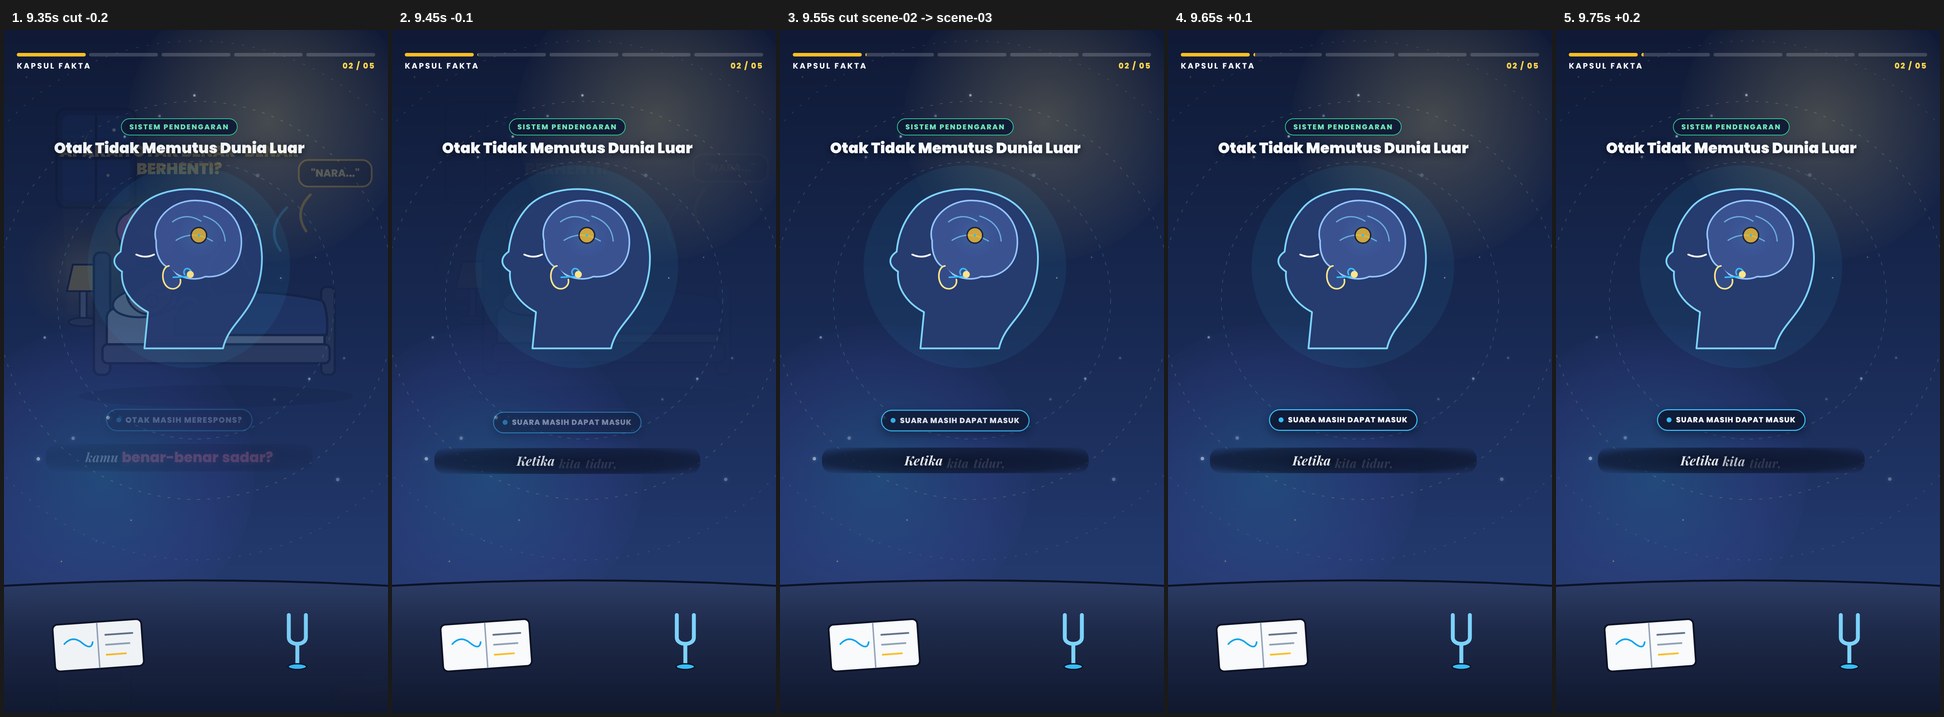 1. 9.35s cut -0.2
KAPSUL FAKTA
02 / 05
SISTEM PENDENGARAN
Otak Tidak Memutus Dunia Luar
BERHENTI?
"NARA..."
OTAK MASIH MERESPONS?
kamu benar-benar sadar?
2. 9.45s -0.1
KAPSUL FAKTA
02 / 05
SISTEM PENDENGARAN
Otak Tidak Memutus Dunia Luar
SUARA MASIH DAPAT MASUK
Ketika kita tidur,
3. 9.55s cut scene-02 -> scene-03
KAPSUL FAKTA
02 / 05
SISTEM PENDENGARAN
Otak Tidak Memutus Dunia Luar
SUARA MASIH DAPAT MASUK
Ketika kita tidur,
4. 9.65s +0.1
KAPSUL FAKTA
02 / 05
SISTEM PENDENGARAN
Otak Tidak Memutus Dunia Luar
SUARA MASIH DAPAT MASUK
Ketika kita tidur,
5. 9.75s +0.2
KAPSUL FAKTA
02 / 05
SISTEM PENDENGARAN
Otak Tidak Memutus Dunia Luar
SUARA MASIH DAPAT MASUK
Ketika kita tidur,